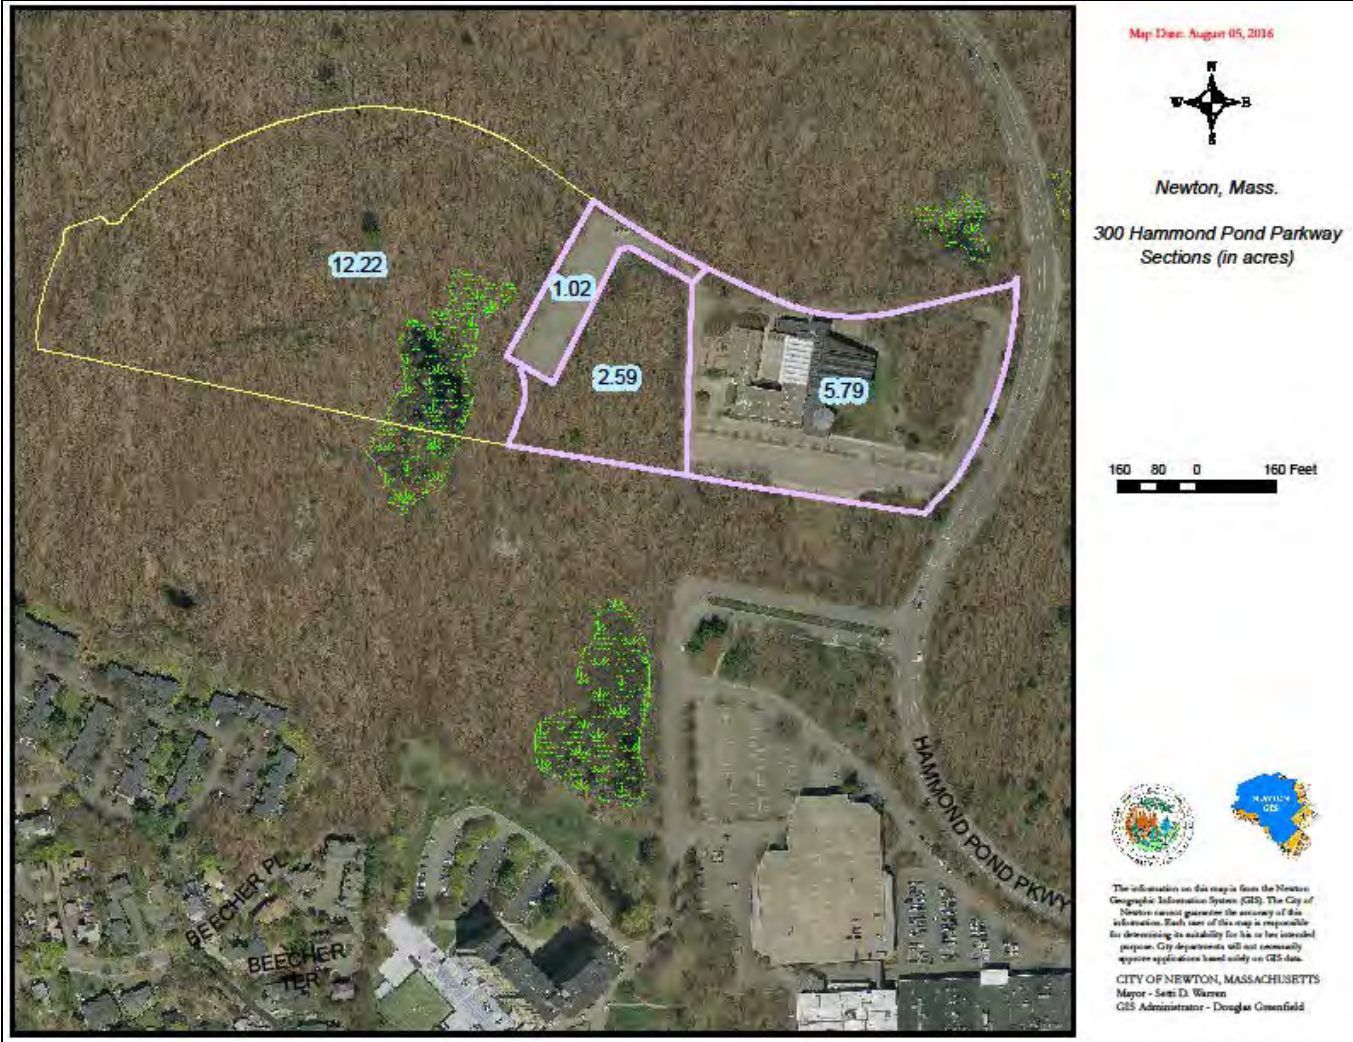 Map Date: August 05, 2016
N
W E
S
Newton, Mass.
300 Hammond Pond Parkway
Sections (in acres)
160 80 0 160 Feet
12.22
1.02
2.59
5.79
HAMMOND POND PKWY
BEECHER PL
BEECHER
TER
NEWTON
GIS
The information on this map is from the Newton
Geographic Information System (GIS). The City of
Newton cannot guarantee the accuracy of this
information. Each user of this map is responsible
for determining its suitability for his or her intended
purpose. City departments will not necessarily
approve applications based solely on GIS data.
CITY OF NEWTON, MASSACHUSETTS
Mayor - Setti D. Warren
GIS Administrator - Douglas Greenfield